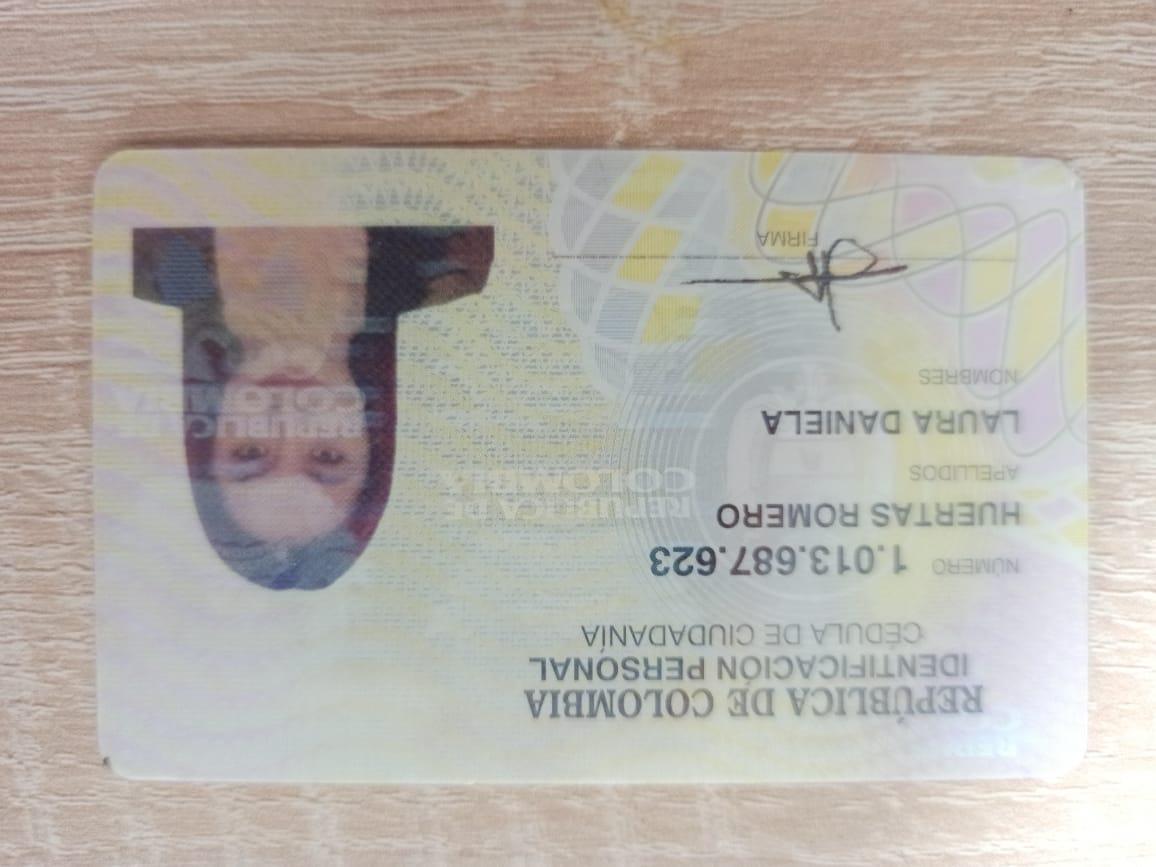 REPÚBLICA DE COLOMBIA
IDENTIFICACIÓN PERSONAL
CÉDULA DE CIUDADANÍA
NÚMERO 1.013.687.623
HUERTAS ROMERO
APELLIDOS
LAURA DANIELA
NOMBRES
FIRMA
REPÚBLICA DE
COLOMBIA
REPÚBLICA DE
COLOMBIA